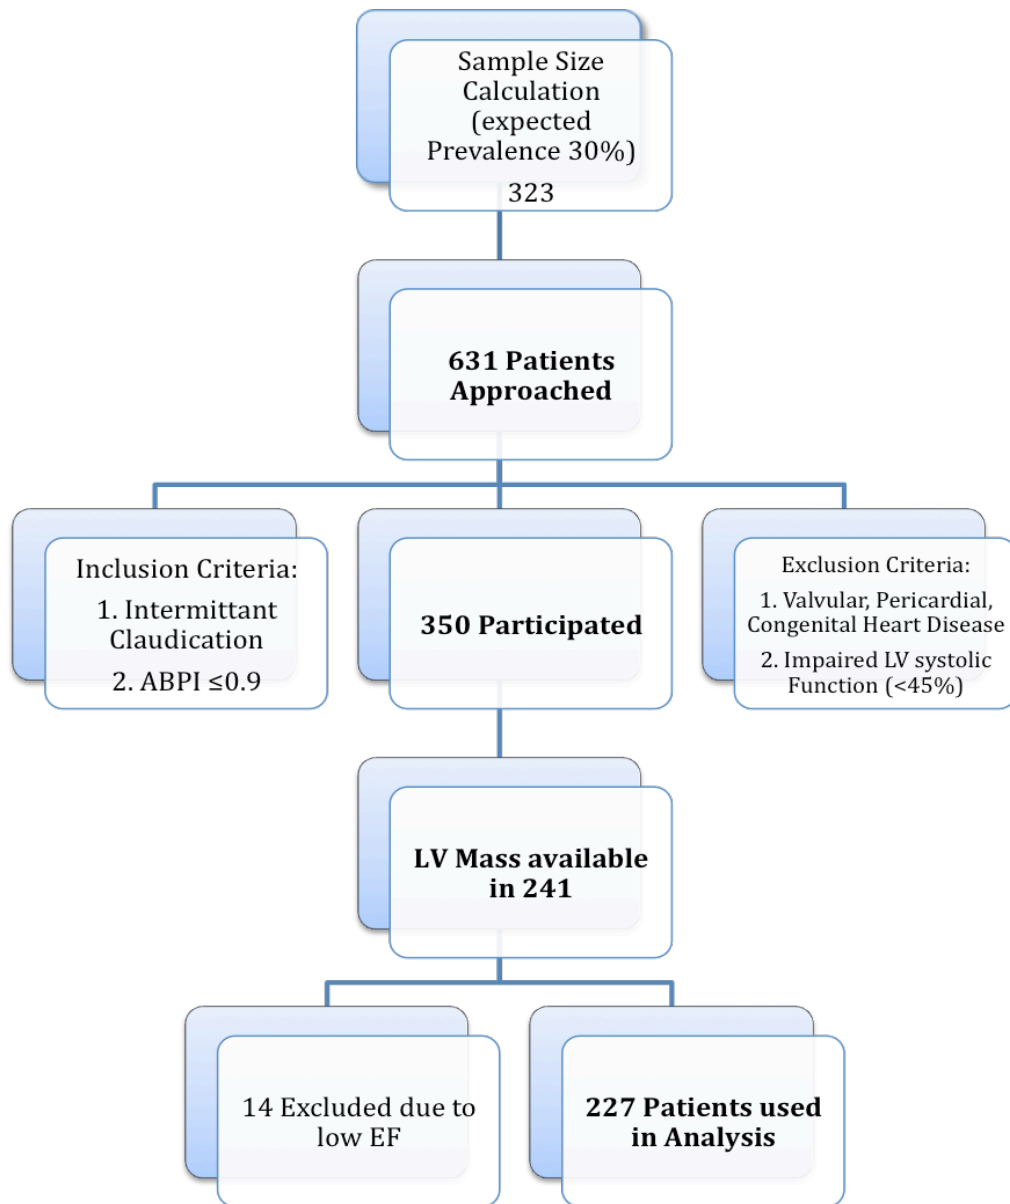 Sample Size
Calculation
(expected
Prevalence 30%)
323
631 Patients
Approached
Inclusion Criteria:
1. Intermittant
Claudication
2. ABPI ≤0.9
350 Participated
Exclusion Criteria:
1. Valvular, Pericardial,
Congenital Heart Disease
2. Impaired LV systolic
Function (<45%)
LV Mass available
in 241
14 Excluded due to
low EF
227 Patients used
in Analysis